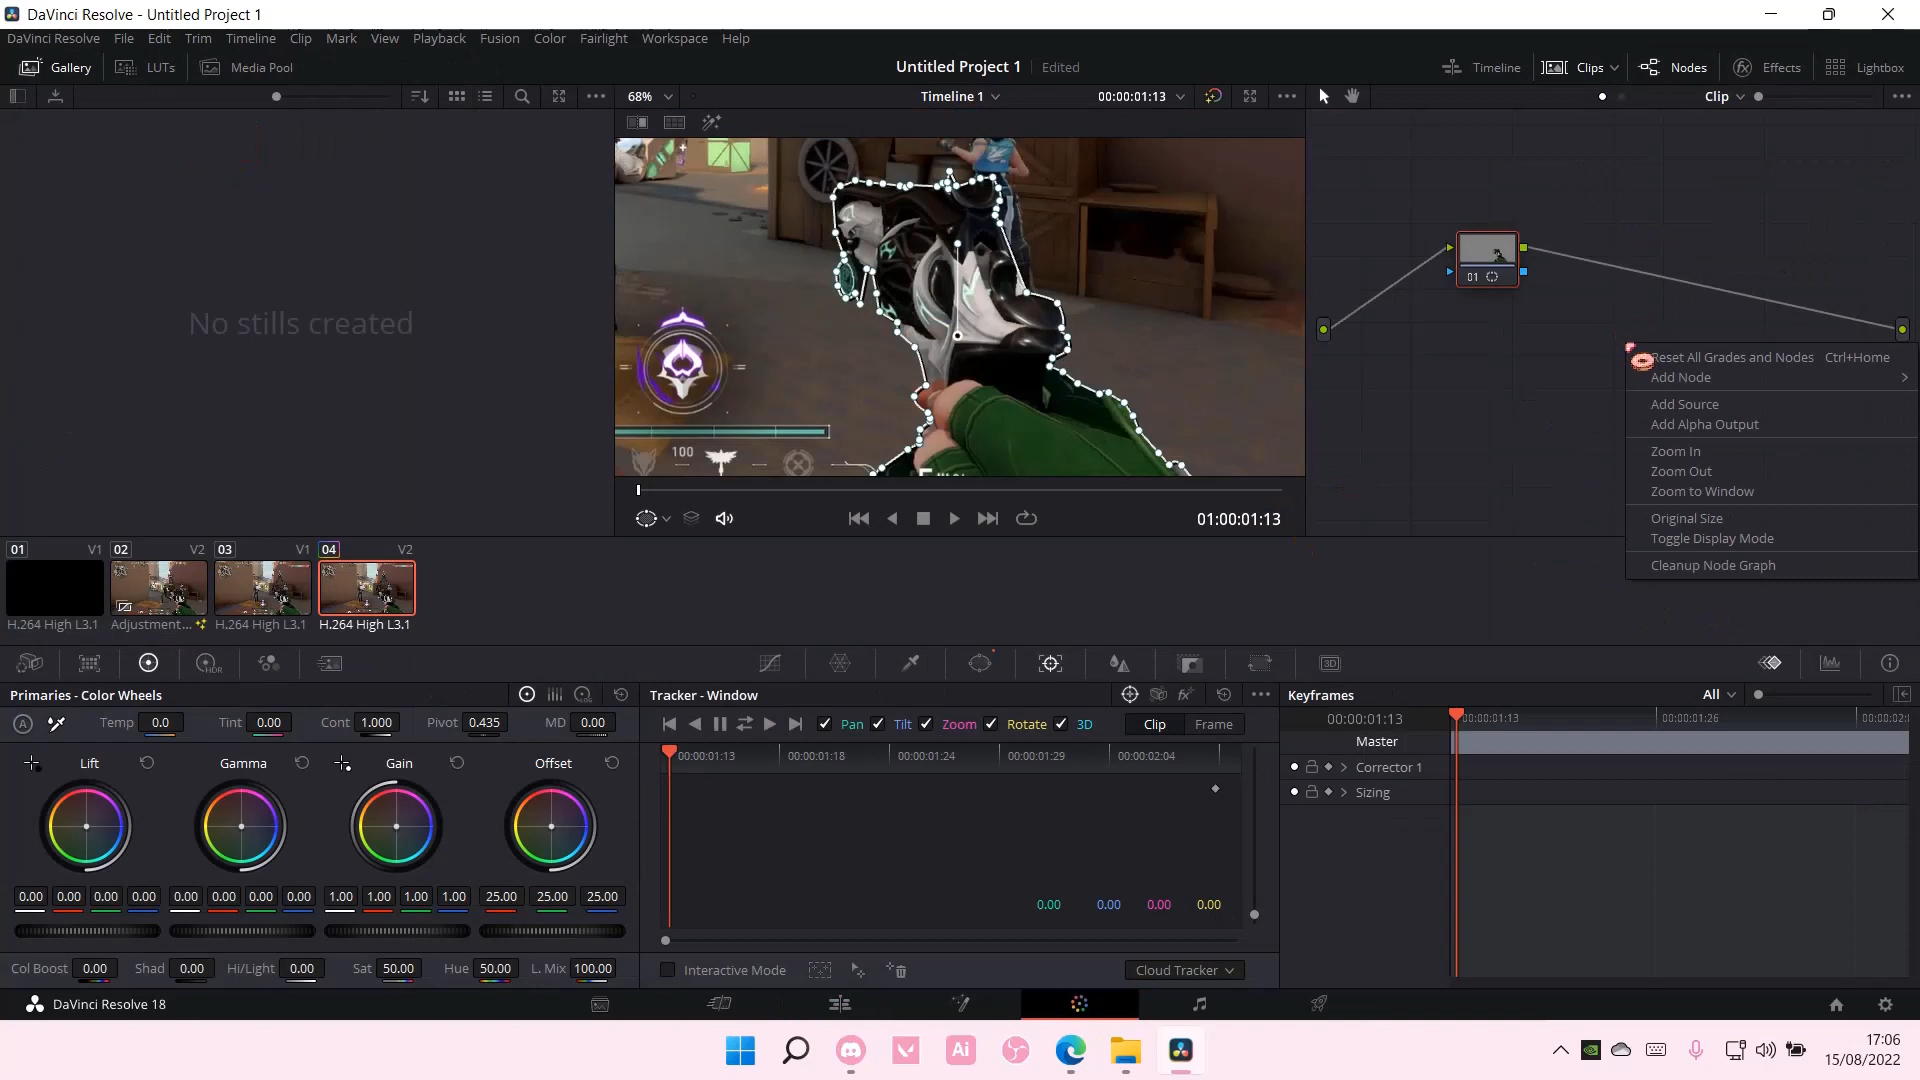 DaVinci Resolve - Untitled Project 1
DaVinci Resolve File Edit Trim Timeline Clip Mark View Playback Fusion Color Fairlight Workspace Help
Gallery LUTs Media Pool Untitled Project 1 Edited Timeline Clips Nodes Effects Lightbox
68% Timeline 1 00:00:01:13 Clip
No stills created
01
100
Reset All Grades and Nodes Ctrl+Home
Add Node
Add Source
Add Alpha Output
Zoom In
Zoom Out
Zoom to Window
Original Size
Toggle Display Mode
Cleanup Node Graph
01:00:01:13
01 V1 02 V2 03 V1 04 V2
H.264 High L3.1 Adjustment... H.264 High L3.1 H.264 High L3.1
HDR
3D
Primaries - Color Wheels Tracker - Window Keyframes All
A Temp 0.0 Tint 0.00 Cont 1.000 Pivot 0.435 MD 0.00
Pan Tilt Zoom Rotate 3D Clip Frame
00:00:01:13 00:00:01:13 00:00:01:26
Master
Corrector 1
Sizing
Lift Gamma Gain Offset
00:00:01:13 00:00:01:18 00:00:01:24 00:00:01:29 00:00:02:04
0.00 0.00 0.00 0.00 0.00 0.00 0.00 0.00 1.00 1.00 1.00 1.00 25.00 25.00 25.00
0.00 0.00 0.00 0.00
Col Boost 0.00 Shad 0.00 Hi/Light 0.00 Sat 50.00 Hue 50.00 L. Mix 100.00
Interactive Mode Cloud Tracker
DaVinci Resolve 18
Ai
17:06
15/08/2022